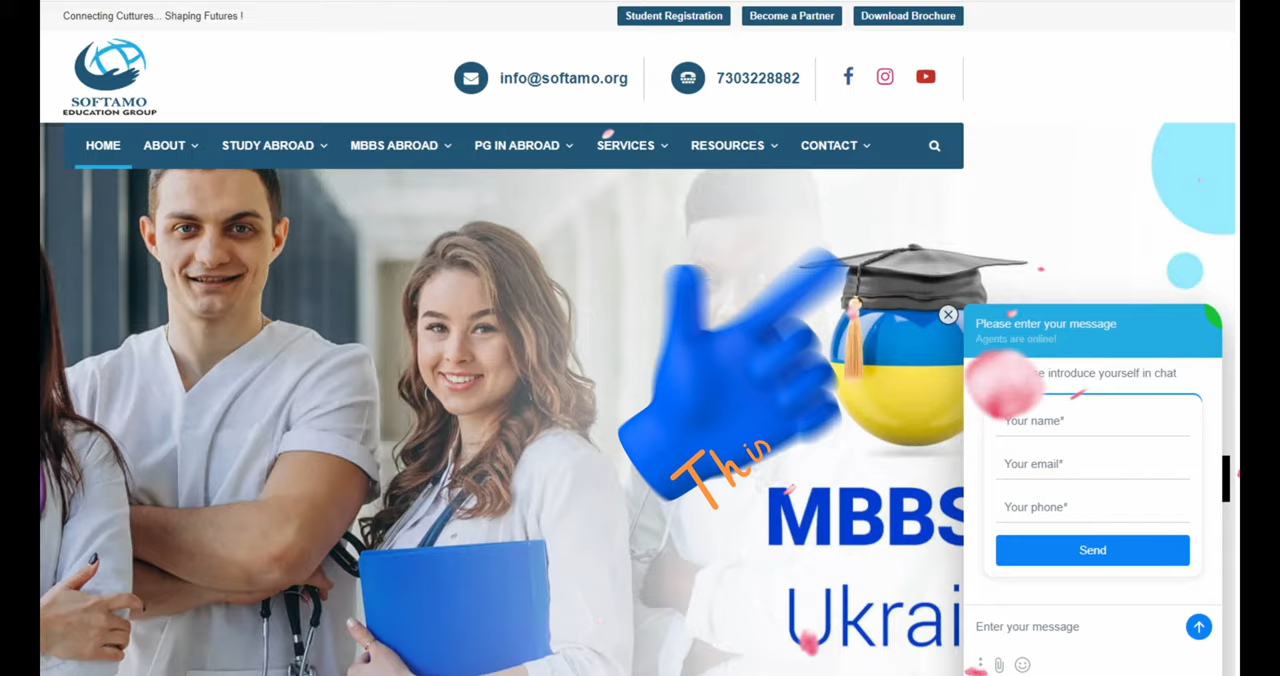 Connecting Cuttures... Shaping Futures !
Student Registration
Become a Partner
Download Brochure
SOFTAMO
EDUCATION GROUP
info@softamo.org
7303228882
HOME
ABOUT
STUDY ABROAD
MBBS ABROAD
PG IN ABROAD
SERVICES
RESOURCES
CONTACT
Please enter your message
Agents are online!
introduce yourself in chat
Your name*
Your email*
Your phone*
Send
Enter your message
This
MBBS
Ukrai